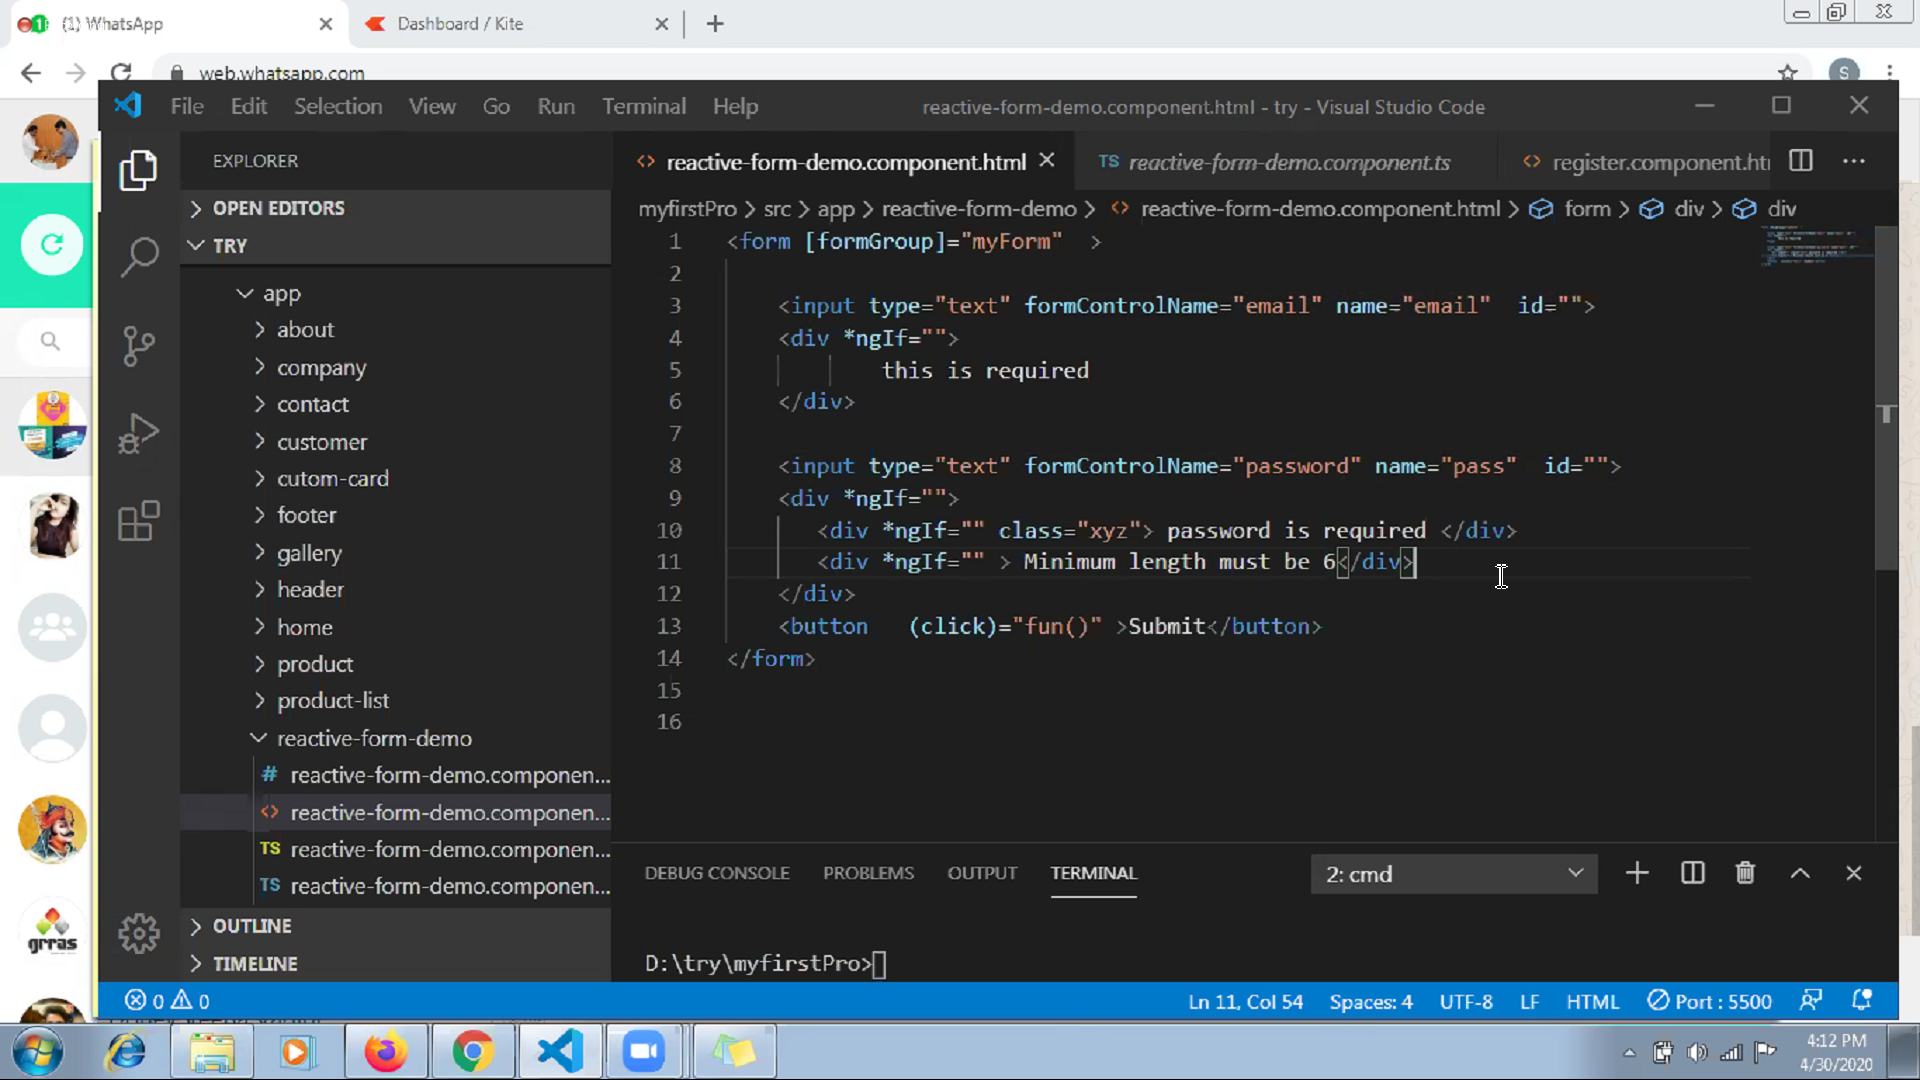 (1) WhatsApp
Dashboard / Kite
web.whatsapp.com
S
File Edit Selection View Go Run Terminal Help
reactive-form-demo.component.html - try - Visual Studio Code
EXPLORER
OPEN EDITORS
TRY
app
about
company
contact
customer
cutom-card
footer
gallery
header
home
product
product-list
reactive-form-demo
# reactive-form-demo.componen...
<> reactive-form-demo.componen...
TS reactive-form-demo.componen...
TS reactive-form-demo.componen...
OUTLINE
TIMELINE
grras
<> reactive-form-demo.component.html
TS reactive-form-demo.component.ts
<> register.component.ht
myfirstPro > src > app > reactive-form-demo > <> reactive-form-demo.component.html > form > div > div
1 <form [formGroup]="myForm" >
2
3 <input type="text" formControlName="email" name="email" id="">
4 <div *ngIf="">
5 this is required
6 </div>
7
8 <input type="text" formControlName="password" name="pass" id="">
9 <div *ngIf="">
10 <div *ngIf="" class="xyz"> password is required </div>
11 <div *ngIf="" > Minimum length must be 6</div>
12 </div>
13 <button (click)="fun()" >Submit</button>
14 </form>
15
16
DEBUG CONSOLE PROBLEMS OUTPUT TERMINAL
2: cmd
D:\try\myfirstPro>
0 0
Ln 11, Col 54 Spaces: 4 UTF-8 LF HTML Port : 5500
4:12 PM
4/30/2020